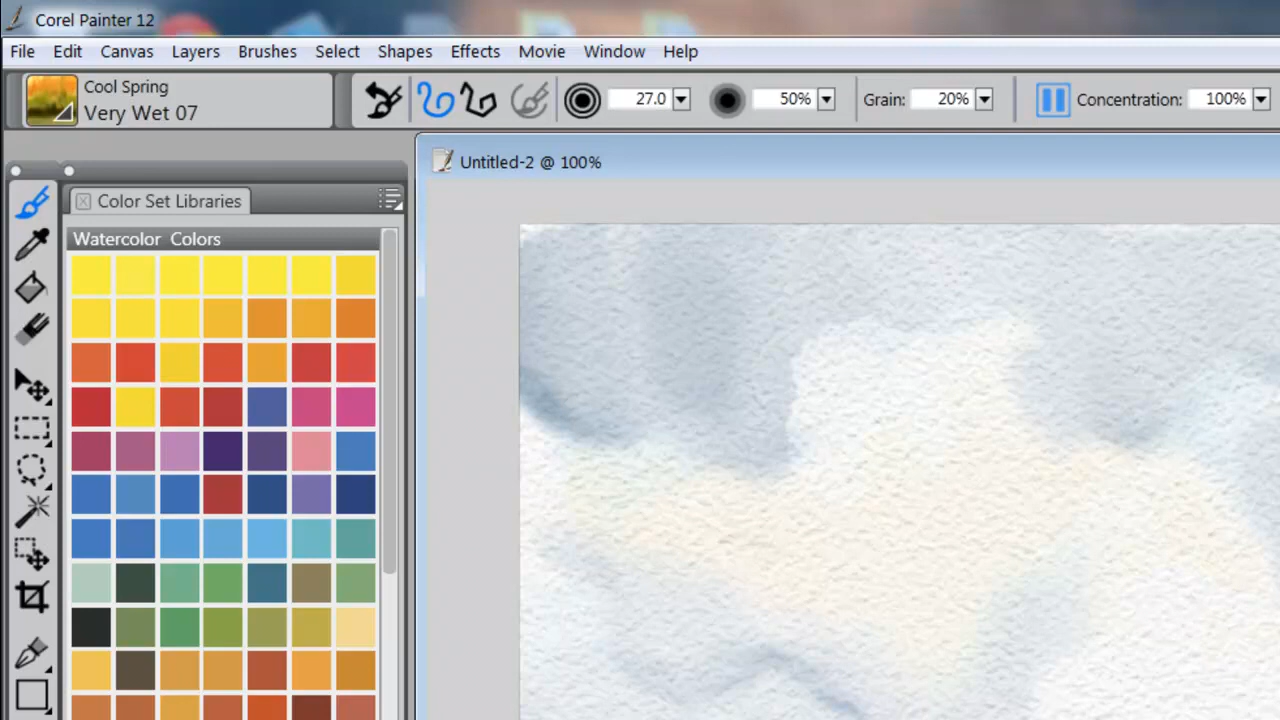 Corel Painter 12
File Edit Canvas Layers Brushes Select Shapes Effects Movie Window Help
Cool Spring
Very Wet 07
27.0 50% Grain: 20% Concentration: 100%
Untitled-2 @ 100%
Color Set Libraries
Watercolor Colors